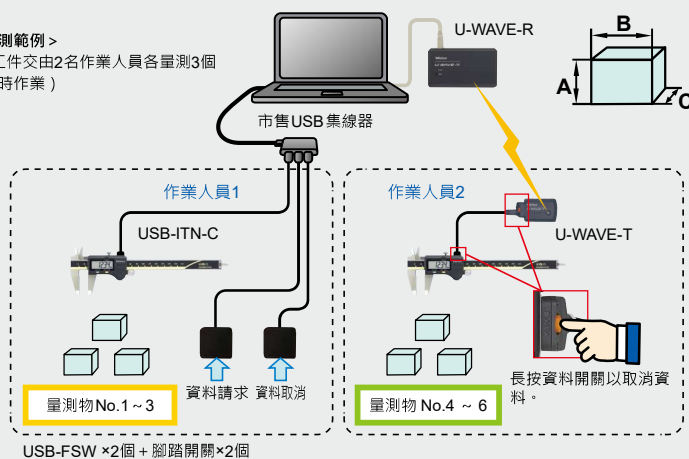 測範例 >
工件交由2名作業人員各量測3個
時作業 )
U-WAVE-R
B
A
C
市售USB集線器
作業人員1
USB-ITN-C
作業人員2
U-WAVE-T
資料請求
資料取消
長按資料開關以取消資
料。
量測物No.1~3
量測物 No.4 ~ 6
USB-FSW ×2個 + 腳踏開關×2個